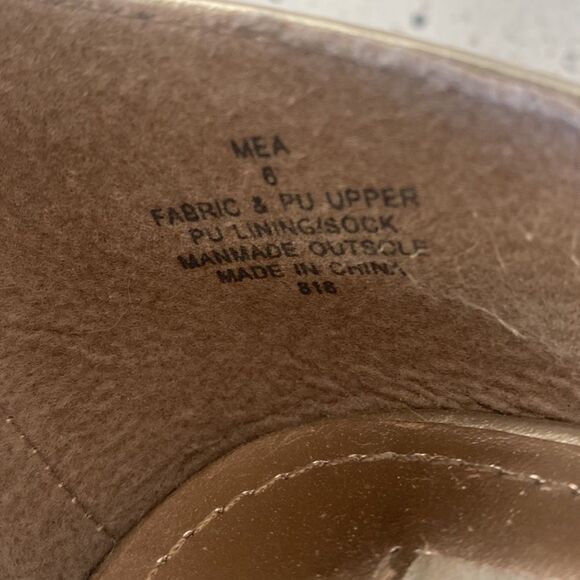 MEA
6
FABRIC & PU UPPER
PU LINING/SOCK
MANMADE OUTSOLE
MADE IN CHINA
818